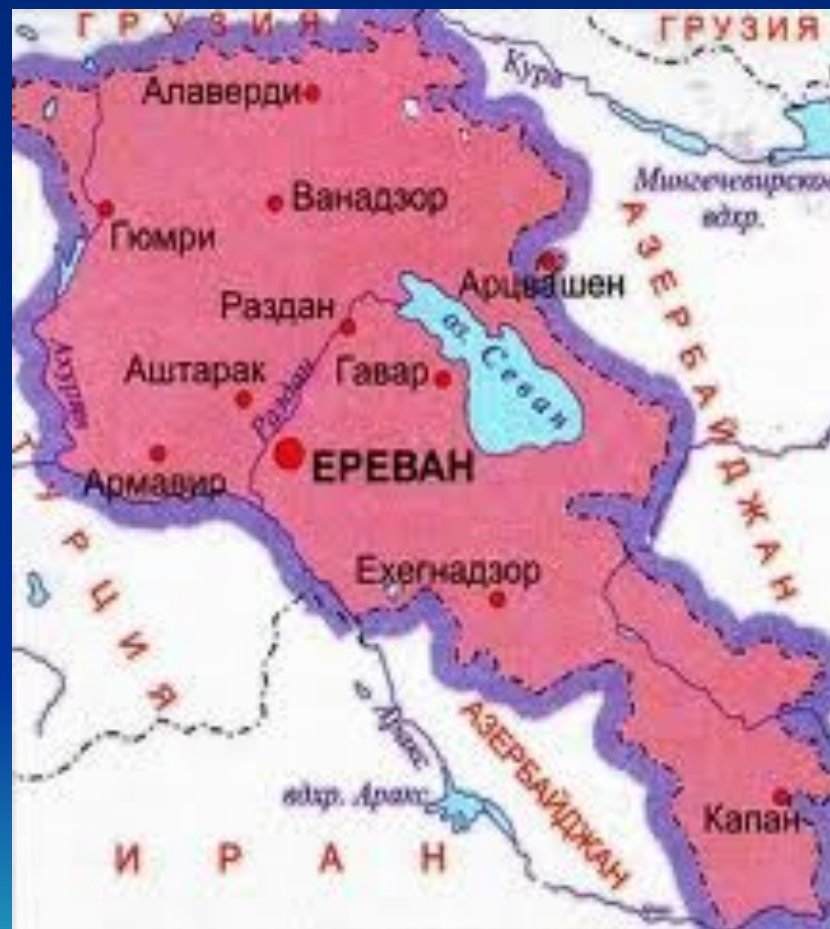 ГРУЗИЯ
ГРУЗИЯ
Кура
Алаверди
Мингечевирское
вдхр.
Ванадзор
Гюмри
АЗЕРБАЙДЖАН
Арцвашен
Раздан
оз. Севан
Аштарак
Гавар
Раздан
Ахурян
Армавир
ЕРЕВАН
ТУРЦИЯ
Ехегнадзор
Аракс
вдхр. Аракс
АЗЕРБАЙДЖАН
Капан
ИРАН